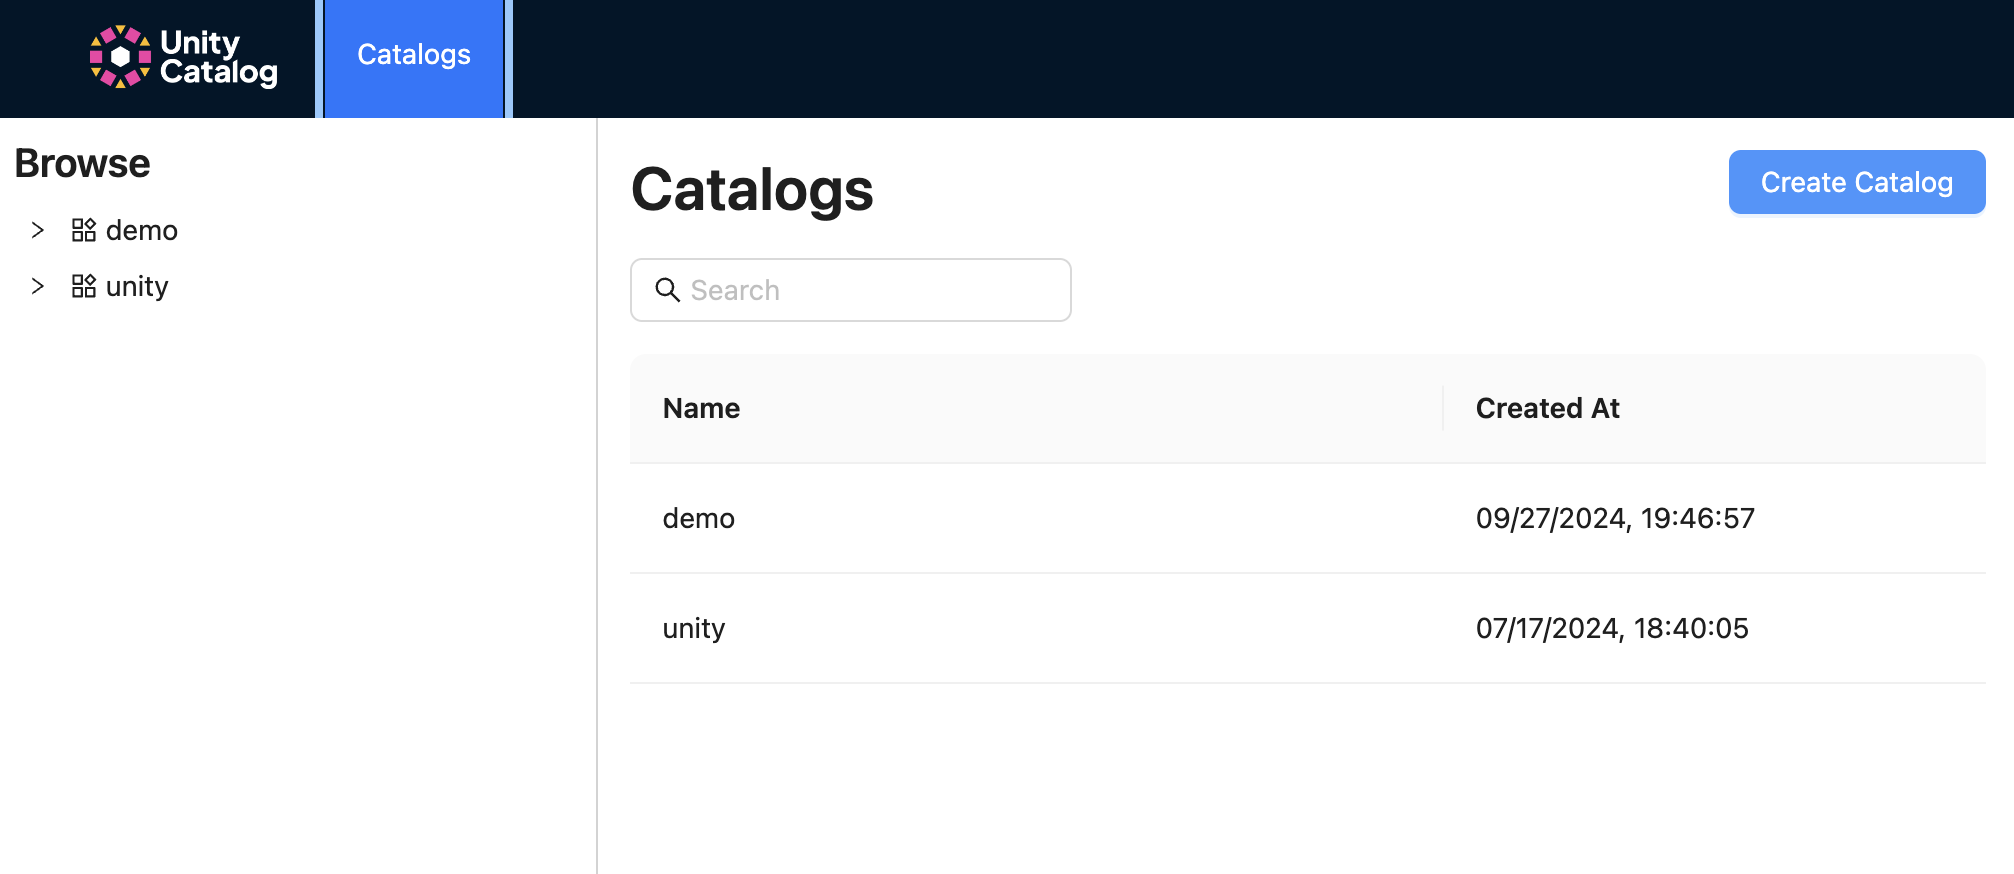 Unity
Catalog
Catalogs
Browse
demo
unity
Catalogs
Create Catalog
Search
Name Created At
demo 09/27/2024, 19:46:57
unity 07/17/2024, 18:40:05